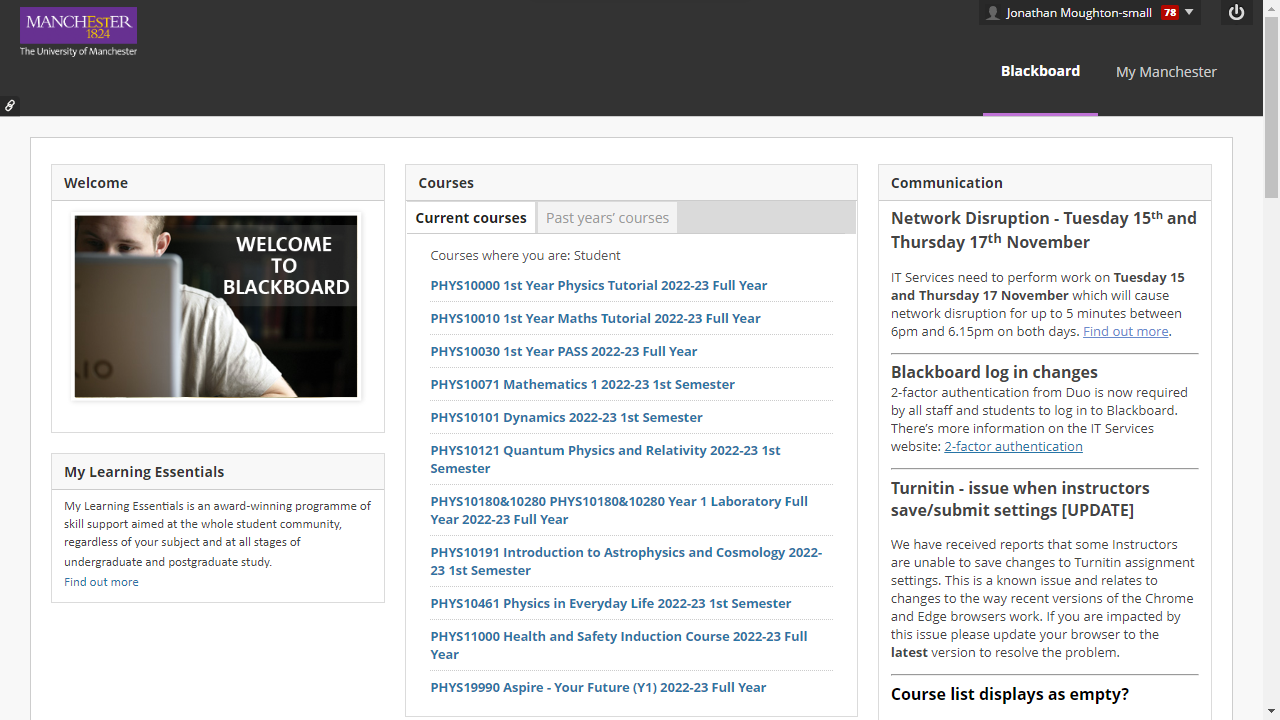 MANCHESTER
1824
The University of Manchester
Jonathan Moughton-small 78
Blackboard
My Manchester
Welcome
WELCOME
TO
BLACKBOARD
My Learning Essentials
My Learning Essentials is an award-winning programme of
skill support aimed at the whole student community,
regardless of your subject and at all stages of
undergraduate and postgraduate study.
Find out more
Courses
Current courses
Past years' courses
Courses where you are: Student
PHYS10000 1st Year Physics Tutorial 2022-23 Full Year
PHYS10010 1st Year Maths Tutorial 2022-23 Full Year
PHYS10030 1st Year PASS 2022-23 Full Year
PHYS10071 Mathematics 1 2022-23 1st Semester
PHYS10101 Dynamics 2022-23 1st Semester
PHYS10121 Quantum Physics and Relativity 2022-23 1st
Semester
PHYS10180&10280 PHYS10180&10280 Year 1 Laboratory Full
Year 2022-23 Full Year
PHYS10191 Introduction to Astrophysics and Cosmology 2022-
23 1st Semester
PHYS10461 Physics in Everyday Life 2022-23 1st Semester
PHYS11000 Health and Safety Induction Course 2022-23 Full
Year
PHYS19990 Aspire - Your Future (Y1) 2022-23 Full Year
Communication
Network Disruption - Tuesday 15th and
Thursday 17th November
IT Services need to perform work on Tuesday 15
and Thursday 17 November which will cause
network disruption for up to 5 minutes between
6pm and 6.15pm on both days. Find out more.
Blackboard log in changes
2-factor authentication from Duo is now required
by all staff and students to log in to Blackboard.
There's more information on the IT Services
website: 2-factor authentication
Turnitin - issue when instructors
save/submit settings [UPDATE]
We have received reports that some Instructors
are unable to save changes to Turnitin assignment
settings. This is a known issue and relates to
changes to the way recent versions of the Chrome
and Edge browsers work. If you are impacted by
this issue please update your browser to the
latest version to resolve the problem.
Course list displays as empty?